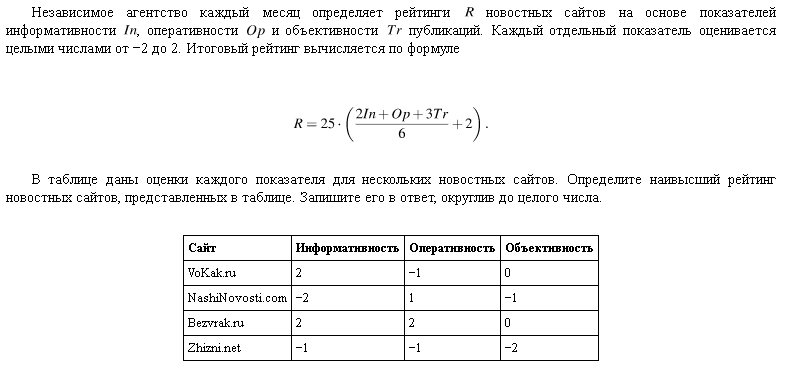 Независимое агентство каждый месяц определяет рейтинги R новостных сайтов на основе показателей
информативности In, оперативности Op и объективности Tr публикаций. Каждый отдельный показатель оценивается
целыми числами от −2 до 2. Итоговый рейтинг вычисляется по формуле
R = 25 · ( (2In + Op + 3Tr) / 6 + 2 ) .
В таблице даны оценки каждого показателя для нескольких новостных сайтов. Определите наивысший рейтинг
новостных сайтов, представленных в таблице. Запишите его в ответ, округлив до целого числа.
Сайт Информативность Оперативность Объективность
VoKak.ru 2 −1 0
NashiNovosti.com −2 1 −1
Bezvrak.ru 2 2 0
Zhizni.net −1 −1 −2